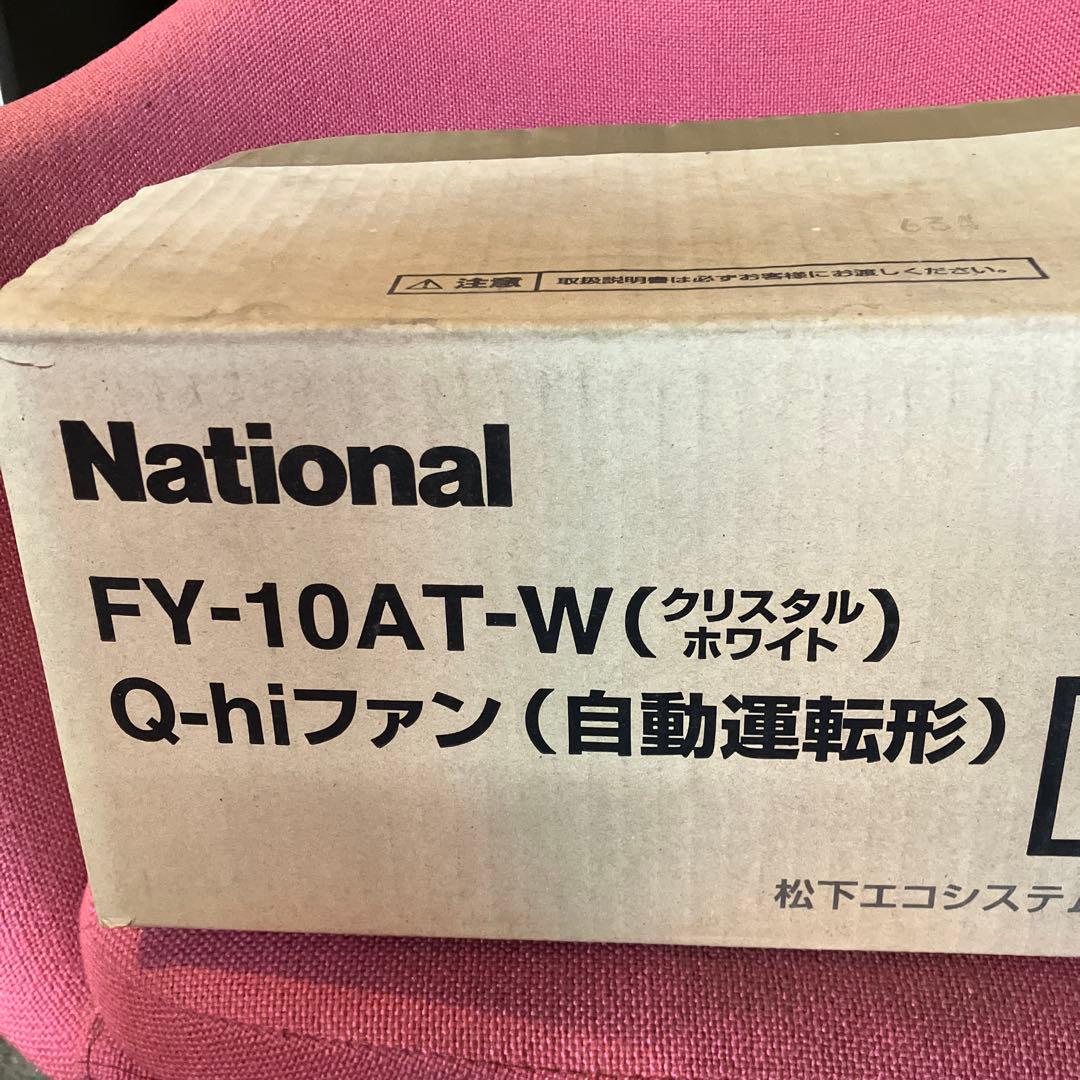 ⚠ 注意 取扱説明書は必ずお客様にお渡しください。
National
FY-10AT-W(クリスタルホワイト)
Q-hiファン(自動運転形)
松下エコシステム